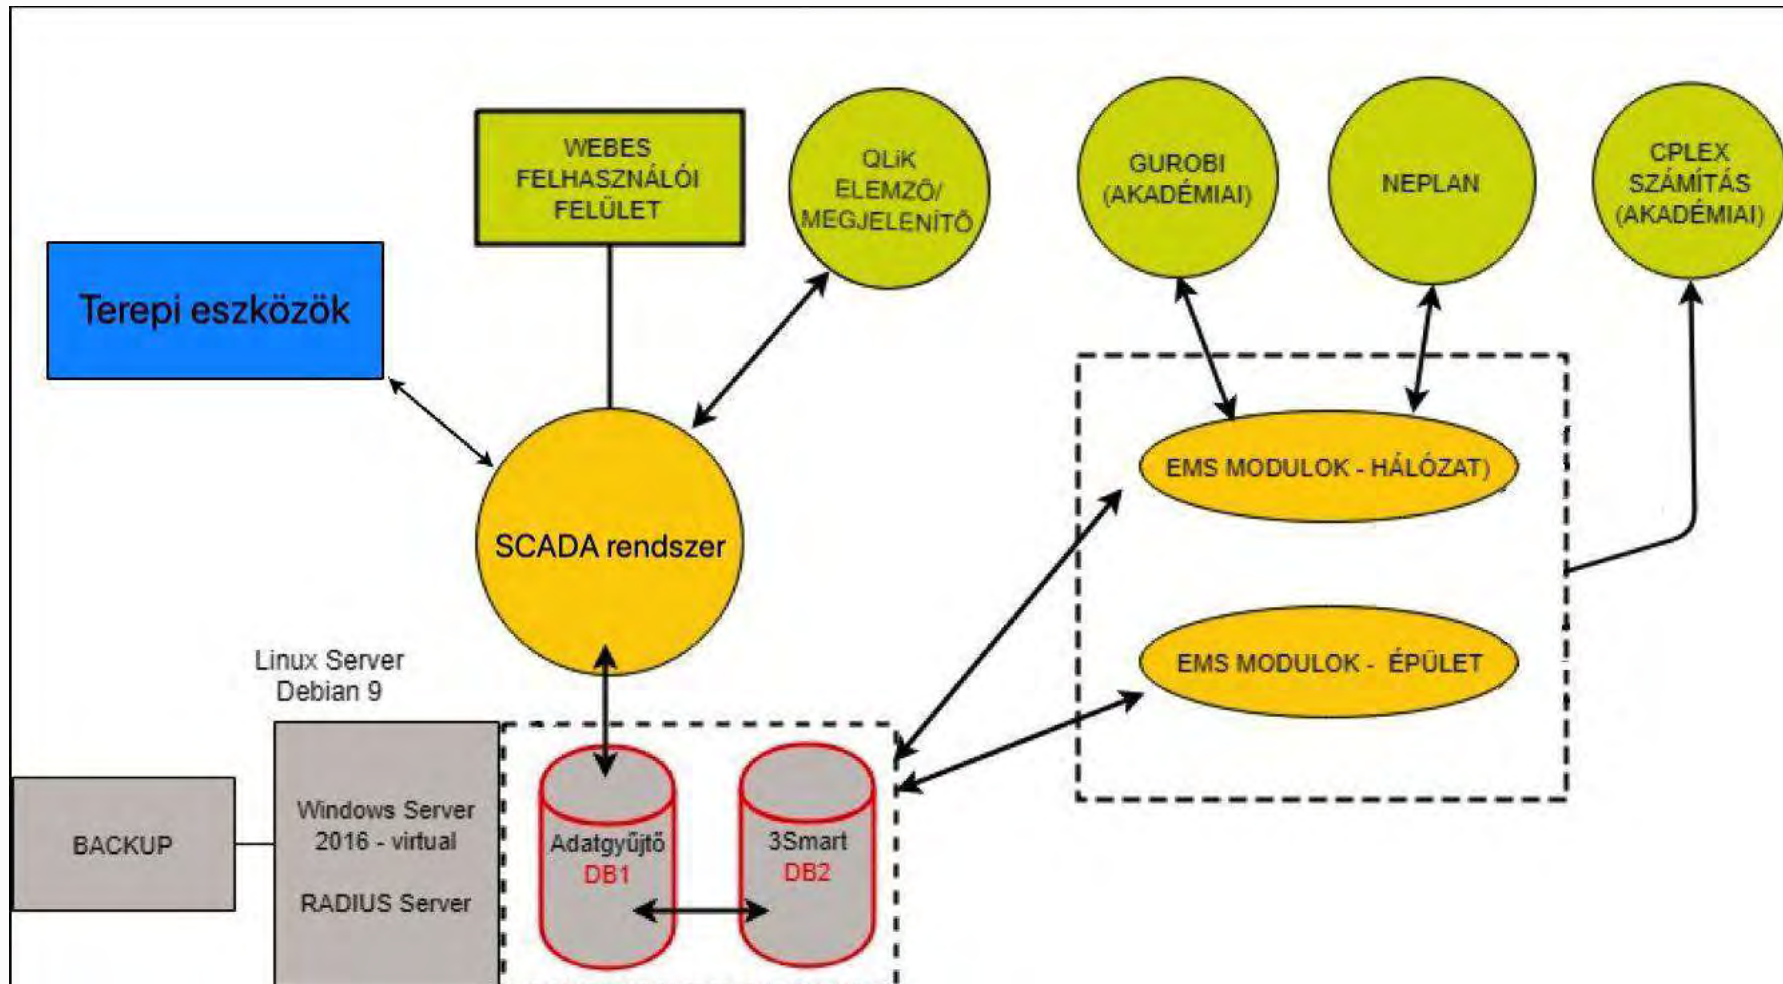 WEBES
FELHASZNÁLÓI
FELÜLET
QLiK
ELEMZŐ/
MEGJELENÍTŐ
GUROBI
(AKADÉMIAI)
NEPLAN
CPLEX
SZÁMÍTÁS
(AKADÉMIAI)
Terepi eszközök
EMS MODULOK - HÁLÓZAT)
SCADA rendszer
EMS MODULOK - ÉPÜLET
Linux Server
Debian 9
BACKUP
Windows Server
2016 - virtual
RADIUS Server
Adatgyűjtő
DB1
3Smart
DB2